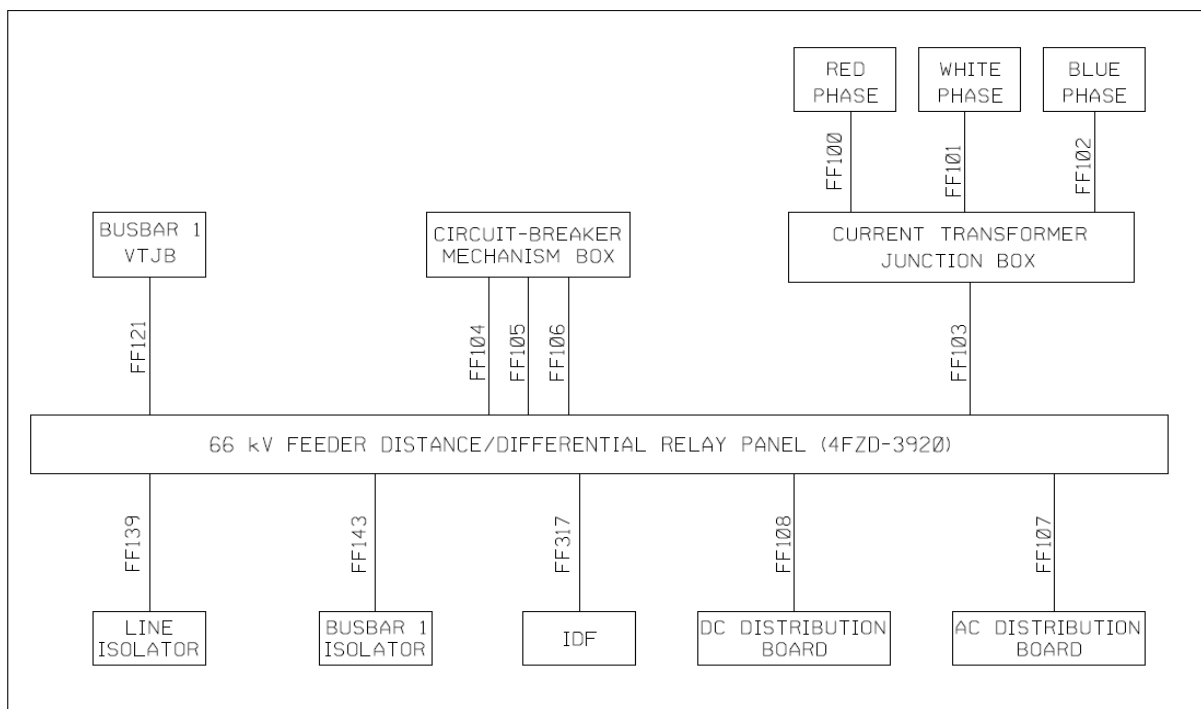 RED
PHASE
WHITE
PHASE
BLUE
PHASE
FF100
FF101
FF102
BUSBAR 1
VTJB
CIRCUIT-BREAKER
MECHANISM BOX
CURRENT TRANSFORMER
JUNCTION BOX
FF121
FF104
FF105
FF106
FF103
66 kV FEEDER DISTANCE/DIFFERENTIAL RELAY PANEL (4FZD-3920)
FF139
FF143
FF317
FF108
FF107
LINE
ISOLATOR
BUSBAR 1
ISOLATOR
IDF
DC DISTRIBUTION
BOARD
AC DISTRIBUTION
BOARD